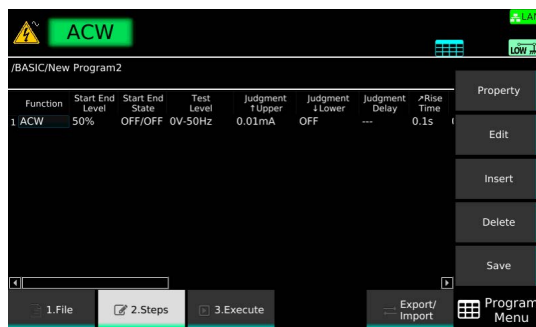 ACW
LAN
LOW
/BASIC/New Program2
Function Start End Level Start End State Test Level Judgment ↑Upper Judgment ↓Lower Judgment Delay ↗Rise Time
1 ACW 50% OFF/OFF 0V-50Hz 0.01mA OFF --- 0.1s
Property
Edit
Insert
Delete
Save
1.File
2.Steps
3.Execute
Export/
Import
Program
Menu